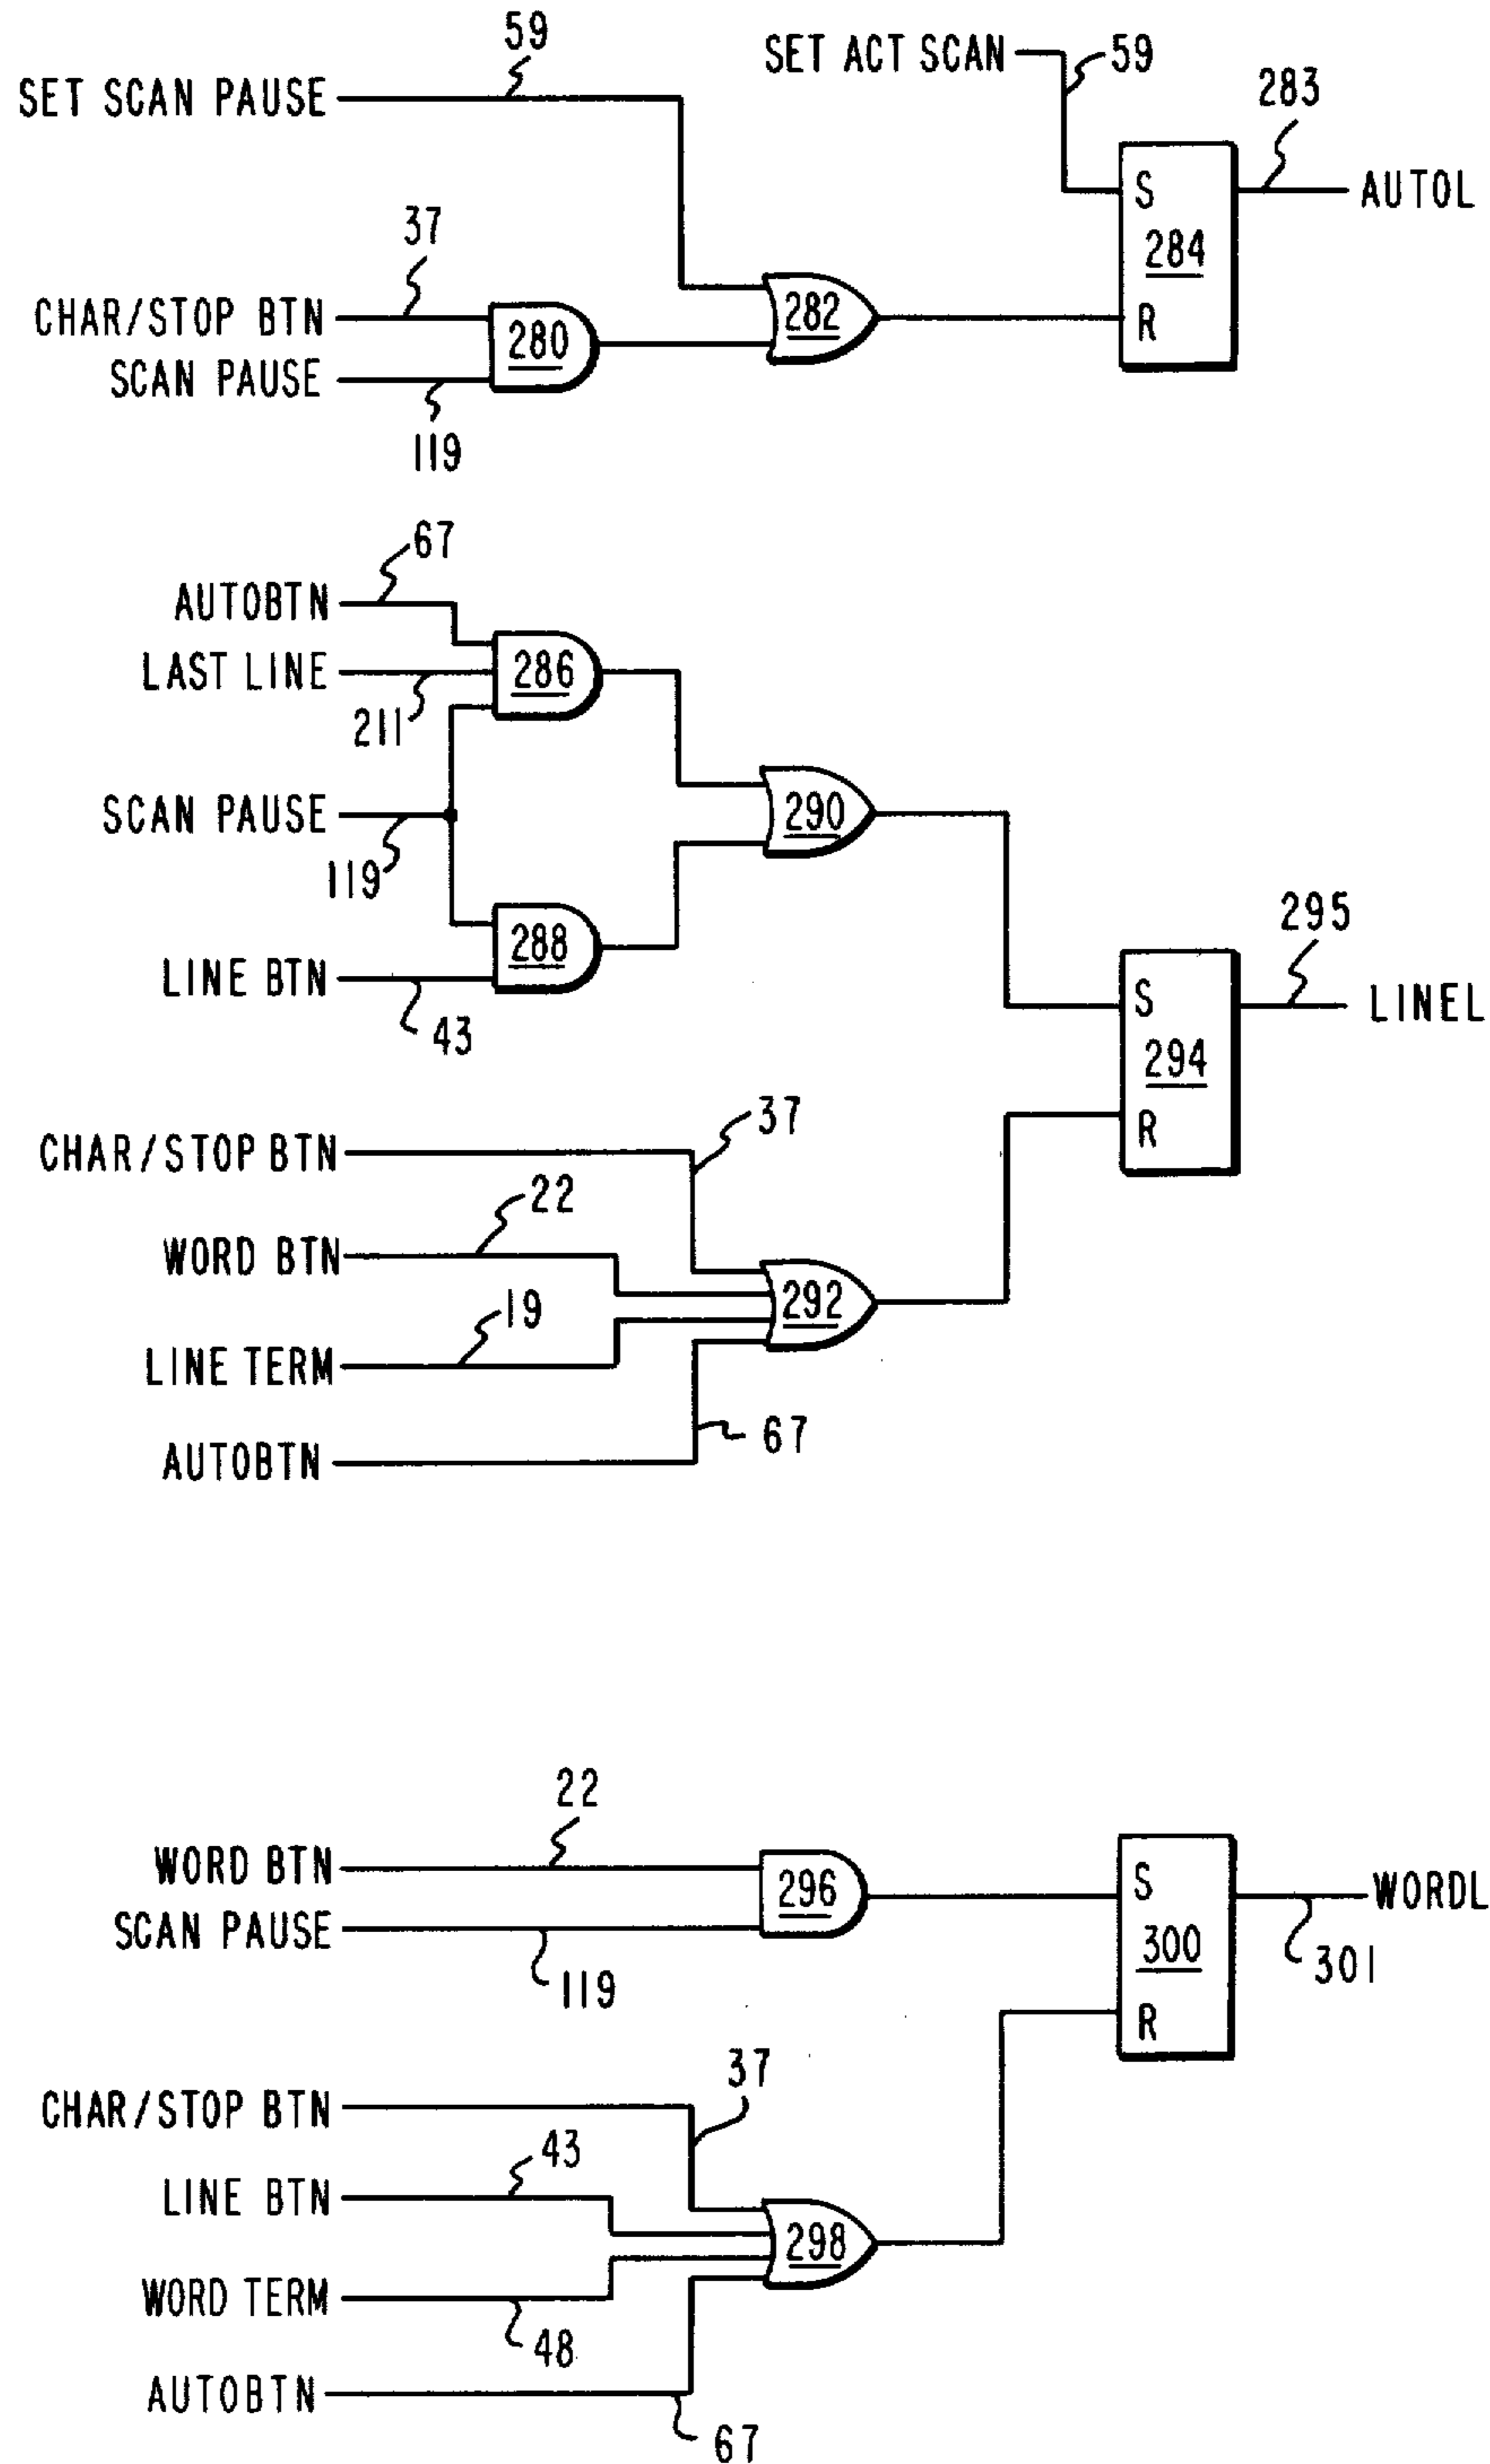 59
SET ACT SCAN
59
SET SCAN PAUSE
283
S
AUTOL
284
37
CHAR/STOP BTN
280
282
R
SCAN PAUSE
119
67
AUTOBTN
LAST LINE
286
211
SCAN PAUSE
290
119
288
295
LINE BTN
S
LINEL
43
294
37
R
CHAR/STOP BTN
22
WORD BTN
292
19
LINE TERM
67
AUTOBTN
22
WORD BTN
296
S
WORDL
SCAN PAUSE
300
301
119
R
37
CHAR/STOP BTN
43
LINE BTN
298
WORD TERM
48
AUTOBTN
67